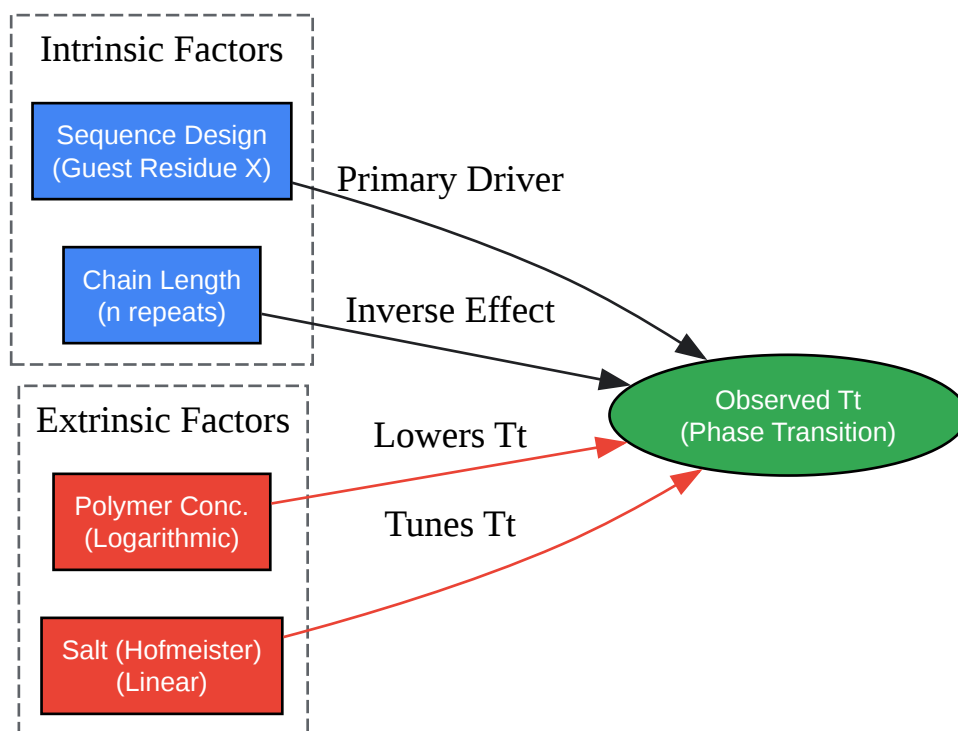 Intrinsic Factors
Sequence Design
(Guest Residue X)
Primary Driver
Chain Length
(n repeats)
Inverse Effect
Observed Tt
(Phase Transition)
Extrinsic Factors
Lowers Tt
Polymer Conc.
(Logarithmic)
Tunes Tt
Salt (Hofmeister)
(Linear)